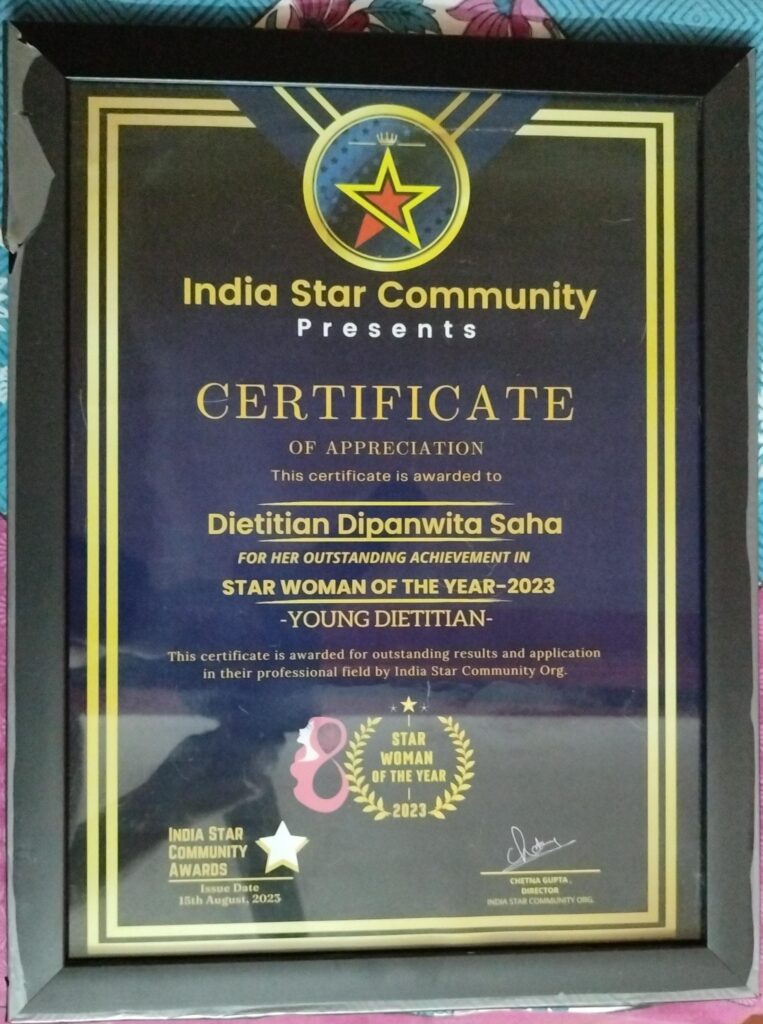 India Star Community
Presents
CERTIFICATE
OF APPRECIATION
This certificate is awarded to
Dietitian Dipanwita Saha
FOR HER OUTSTANDING ACHIEVEMENT IN
STAR WOMAN OF THE YEAR-2023
-YOUNG DIETITIAN-
This certificate is awarded for outstanding results and application
in their professional field by India Star Community Org.
STAR
WOMAN
OF THE YEAR
2023
INDIA STAR
COMMUNITY
AWARDS
Issue Date
15th August, 2023
CHETNA GUPTA,
DIRECTOR
INDIA STAR COMMUNITY ORG.